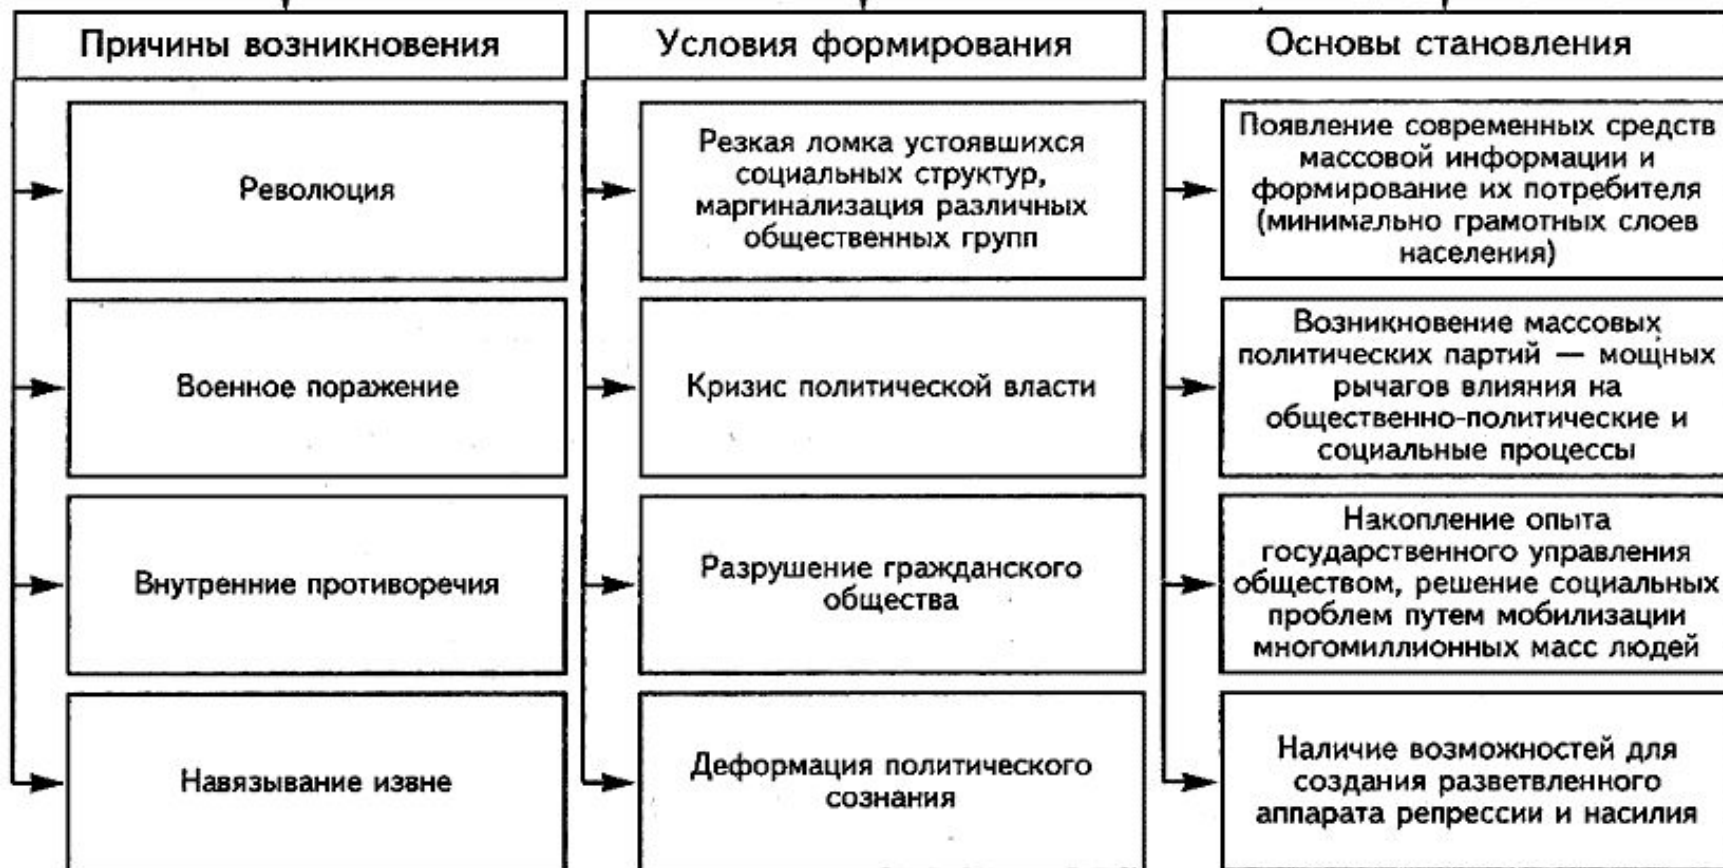 Причины возникновения
Революция
Военное поражение
Внутренние противоречия
Навязывание извне
Условия формирования
Резкая ломка устоявшихся
социальных структур,
маргинализация различных
общественных групп
Кризис политической власти
Разрушение гражданского
общества
Деформация политического
сознания
Основы становления
Появление современных средств
массовой информации и
формирование их потребителя
(минимально грамотных слоев
населения)
Возникновение массовых
политических партий — мощных
рычагов влияния на
общественно-политические и
социальные процессы
Накопление опыта
государственного управления
обществом, решение социальных
проблем путем мобилизации
многомиллионных масс людей
Наличие возможностей для
создания разветвленного
аппарата репрессии и насилия